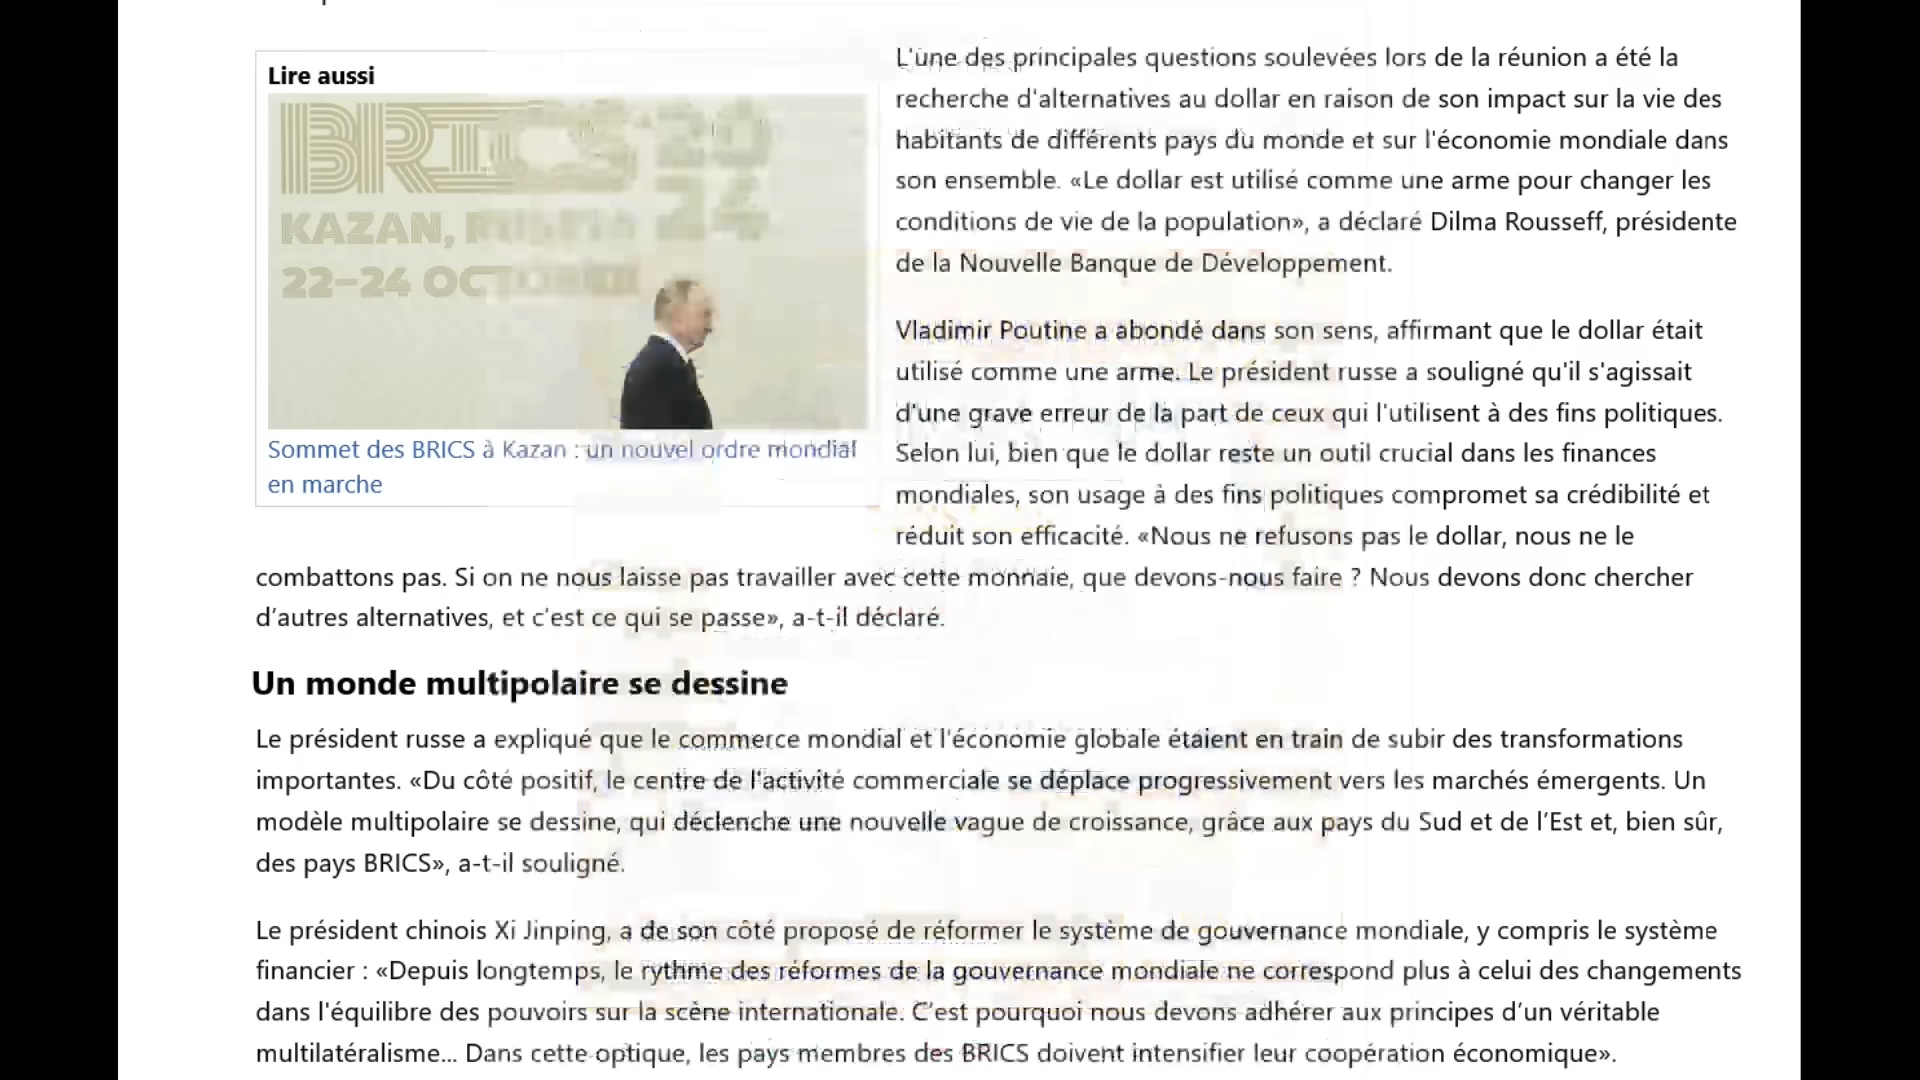 Lire aussi
BRICS 20
24
KAZAN,
22–24 OCT
Sommet des BRICS à Kazan : un nouvel ordre mondial
en marche
L'une des principales questions soulevées lors de la réunion a été la
recherche d'alternatives au dollar en raison de son impact sur la vie des
habitants de différents pays du monde et sur l'économie mondiale dans
son ensemble. «Le dollar est utilisé comme une arme pour changer les
conditions de vie de la population», a déclaré Dilma Rousseff, présidente
de la Nouvelle Banque de Développement.
Vladimir Poutine a abondé dans son sens, affirmant que le dollar était
utilisé comme une arme. Le président russe a souligné qu'il s'agissait
d'une grave erreur de la part de ceux qui l'utilisent à des fins politiques.
Selon lui, bien que le dollar reste un outil crucial dans les finances
mondiales, son usage à des fins politiques compromet sa crédibilité et
réduit son efficacité. «Nous ne refusons pas le dollar, nous ne le
combattons pas. Si on ne nous laisse pas travailler avec cette monnaie, que devons-nous faire ? Nous devons donc chercher
d’autres alternatives, et c’est ce qui se passe», a-t-il déclaré.
Un monde multipolaire se dessine
Le président russe a expliqué que le commerce mondial et l'économie globale étaient en train de subir des transformations
importantes. «Du côté positif, le centre de l'activité commerciale se déplace progressivement vers les marchés émergents. Un
modèle multipolaire se dessine, qui déclenche une nouvelle vague de croissance, grâce aux pays du Sud et de l’Est et, bien sûr,
des pays BRICS», a-t-il souligné.
Le président chinois Xi Jinping, a de son côté proposé de réformer le système de gouvernance mondiale, y compris le système
financier : «Depuis longtemps, le rythme des réformes de la gouvernance mondiale ne correspond plus à celui des changements
dans l'équilibre des pouvoirs sur la scène internationale. C’est pourquoi nous devons adhérer aux principes d’un véritable
multilatéralisme... Dans cette optique, les pays membres des BRICS doivent intensifier leur coopération économique».